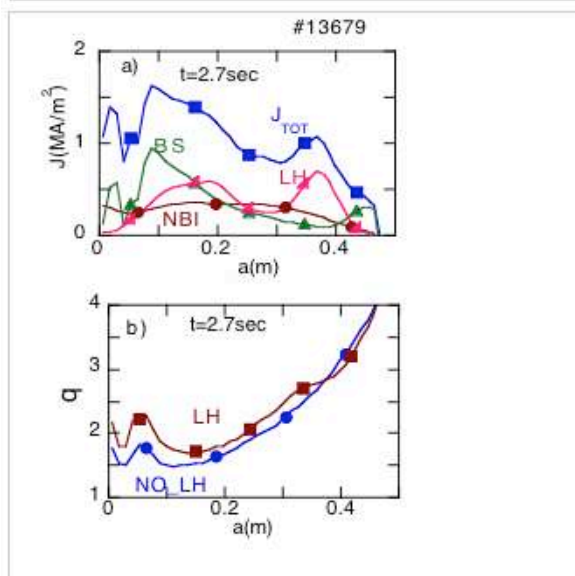 #13679
2
a)
t=2.7sec
J(MA/m²)
J_TOT
1
BS
LH
NBI
0
0
0.2
0.4
a(m)
4
b)
t=2.7sec
3
q
LH
2
NO_LH
1
0
0.2
0.4
a(m)